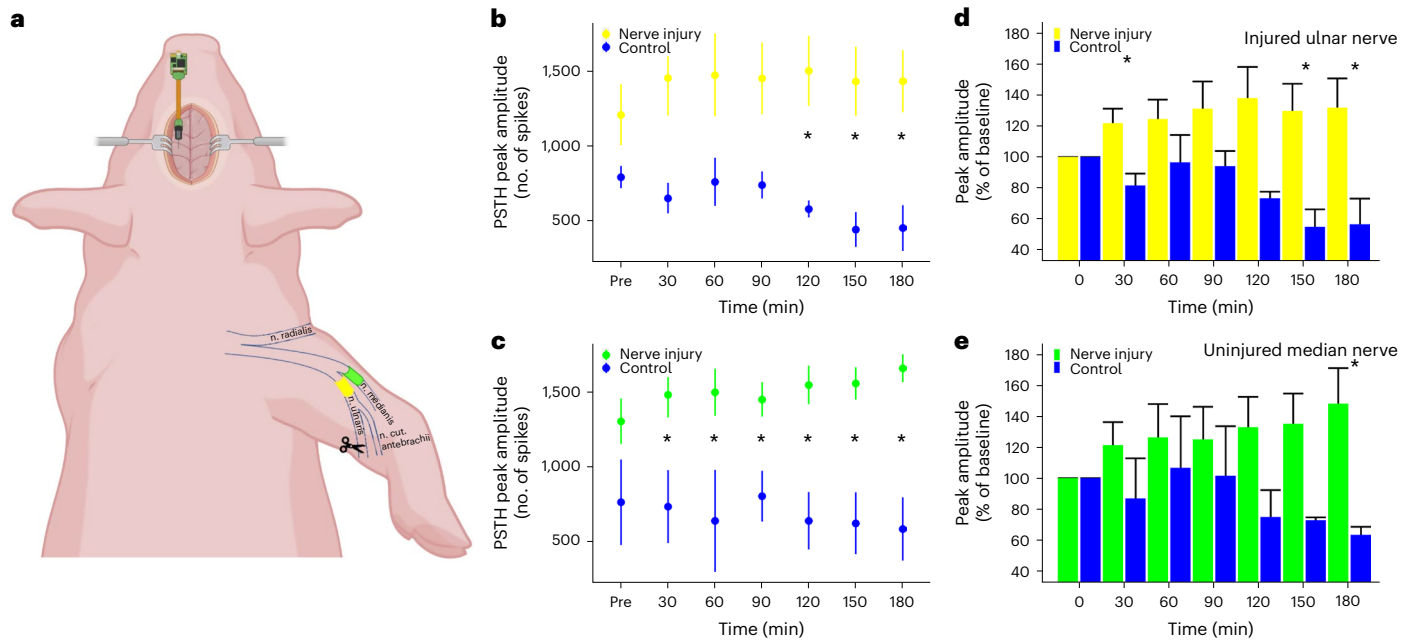 a
n. radialis
n. medianis
n. ulnaris
n. cut.
antebrachii
b
Nerve injury
Control
PSTH peak amplitude
(no. of spikes)
1,500
1,000
500
*
*
*
Pre
30
60
90
120
150
180
Time (min)
c
Nerve injury
Control
PSTH peak amplitude
(no. of spikes)
1,500
1,000
500
*
*
*
*
*
*
Pre
30
60
90
120
150
180
Time (min)
d
Nerve injury
Control
Injured ulnar nerve
Peak amplitude
(% of baseline)
180
160
140
120
100
80
60
40
*
*
*
0
30
60
90
120
150
180
Time (min)
e
Nerve injury
Control
Uninjured median nerve
Peak amplitude
(% of baseline)
180
160
140
120
100
80
60
40
*
0
30
60
90
120
150
180
Time (min)